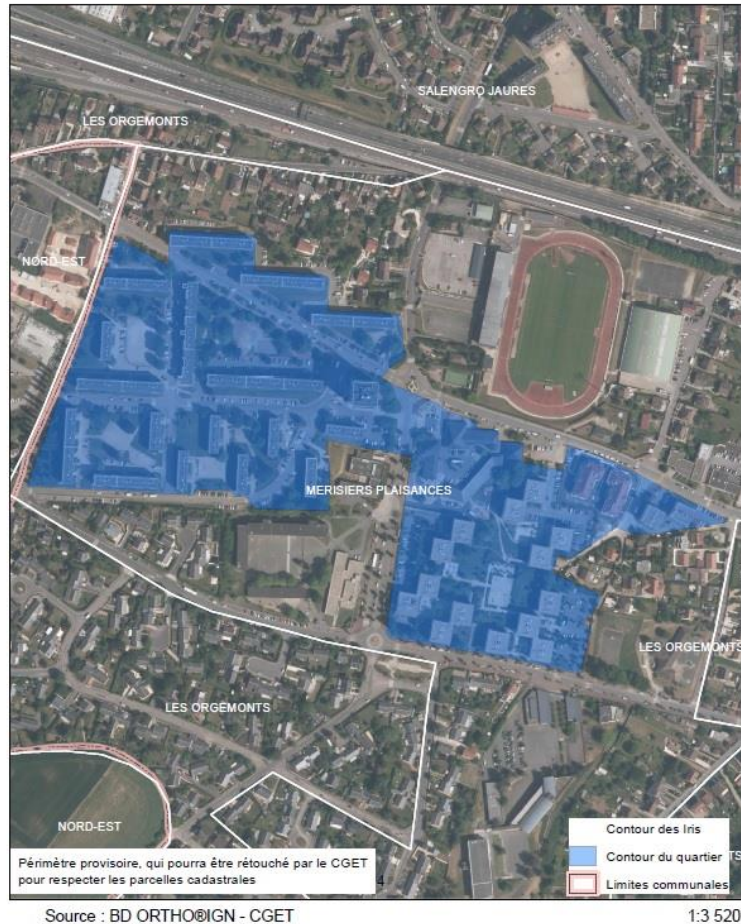 SALENGRO JAURES
LES ORGEMONTS
NORD-EST
MERISIERS PLAISANCES
LES ORGEMONTS
LES ORGEMONTS
NORD-EST
Périmètre provisoire, qui pourra être rétouché par le CGET
pour respecter les parcelles cadastrales
4
Contour des Iris
Contour du quartier
Limites communales
Source : BD ORTHO®IGN - CGET
1:3 520